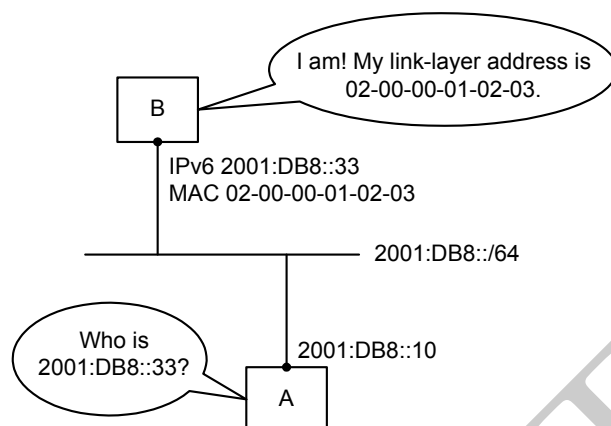 I am! My link-layer address is
02-00-00-01-02-03.
B
IPv6 2001:DB8::33
MAC 02-00-00-01-02-03
2001:DB8::/64
Who is
2001:DB8::33?
2001:DB8::10
A